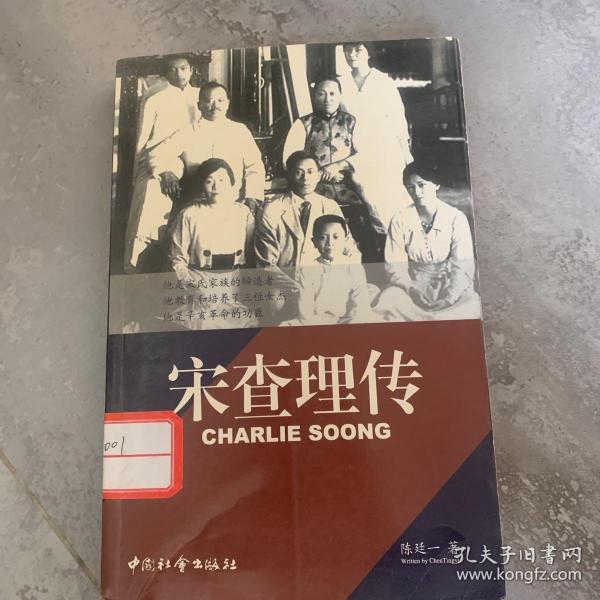 他是宋氏家族的缔造者
他教育和培养了三位女杰
他是辛亥革命的功臣
宋查理传
CHARLIE SOONG
001
陈廷一 著
Written by ChenTingyi
中国社会出版社
孔夫子旧书网
www.kongfz.com